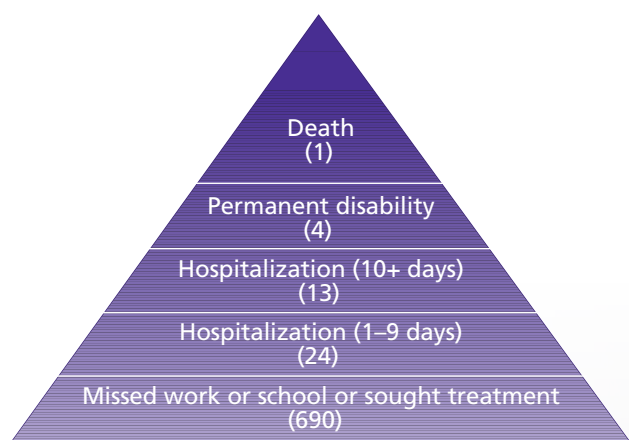 Death
(1)
Permanent disability
(4)
Hospitalization (10+ days)
(13)
Hospitalization (1–9 days)
(24)
Missed work or school or sought treatment
(690)